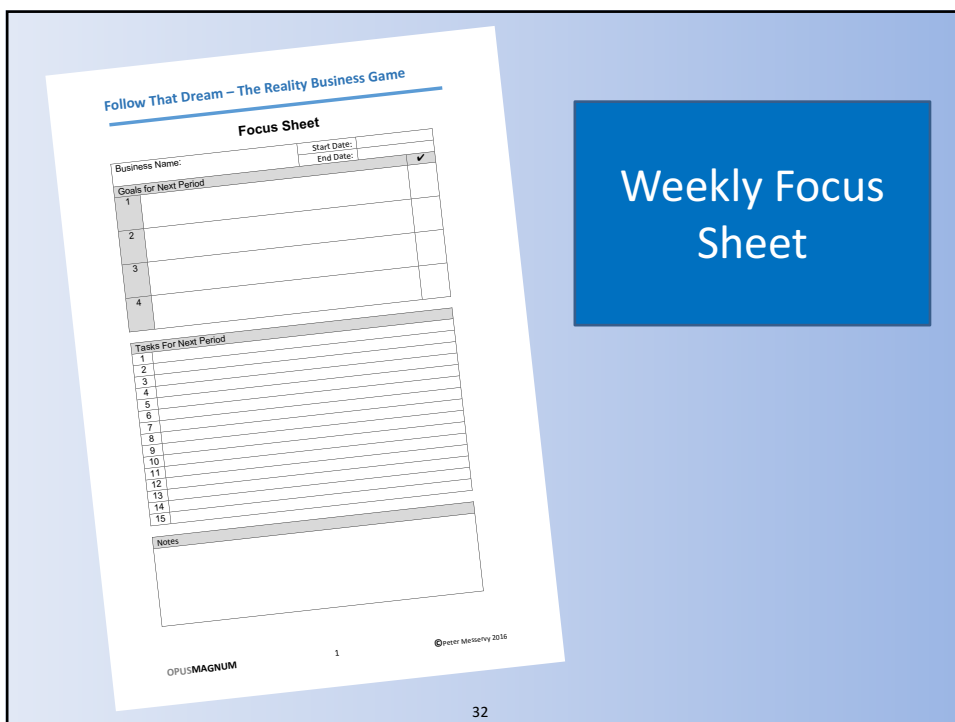 Follow That Dream – The Reality Business Game
Focus Sheet
Business Name:
Start Date:
End Date:
Goals for Next Period ✔
1
2
3
4
Tasks For Next Period
1
2
3
4
5
6
7
8
9
10
11
12
13
14
15
Notes
OPUSMAGNUM 1 ©Peter Messervy 2016
Weekly Focus
Sheet
32